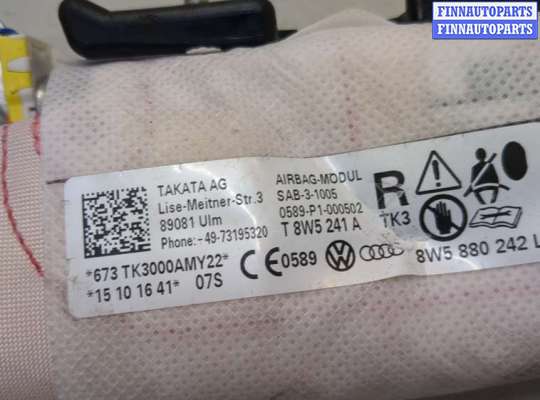 FINNAUTOPARTS
FINNAUTOPARTS
TAKATA AG
Lise-Meitner-Str.3
89081 Ulm
Phone:-49-73195320
*673 TK3000AMY22*
*15 10 16 41* 07S
AIRBAG-MODUL
SAB-3-1005
0589-P1-000502
T 8W5 241 A
CE 0589
R
TK3
8W5 880 242 L